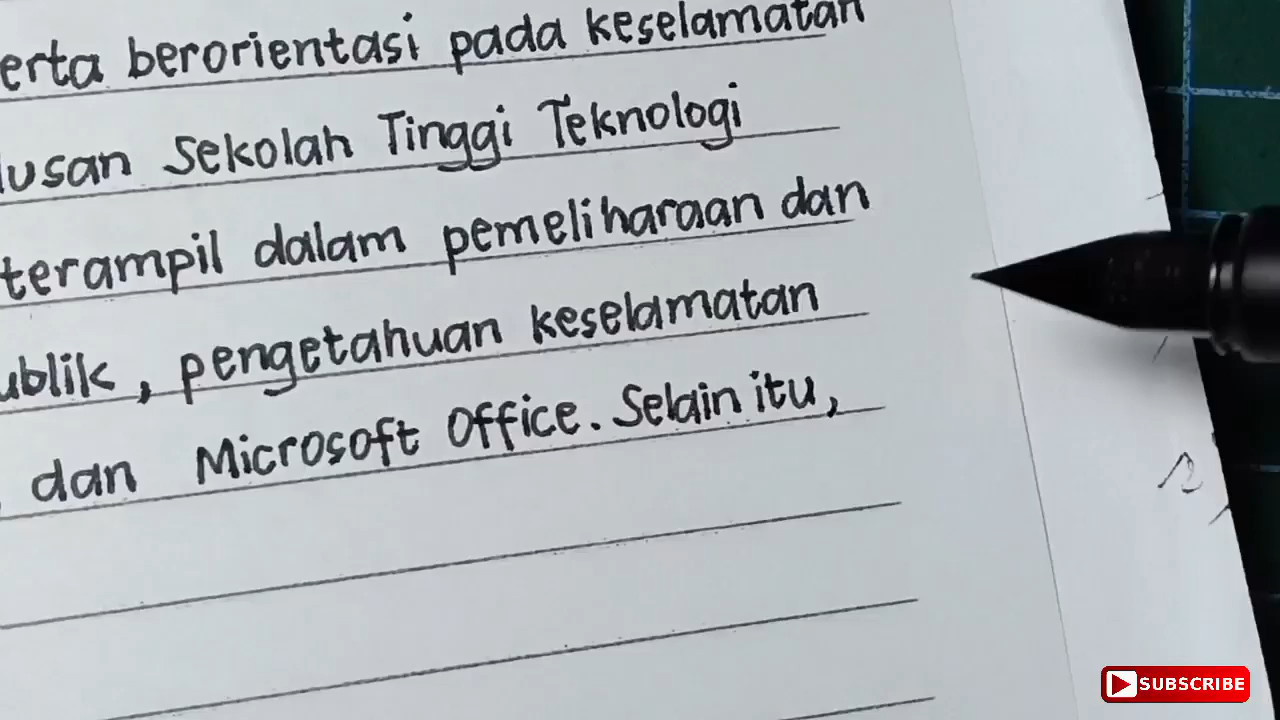 erta berorientasi pada keselamatan
lusan Sekolah Tinggi Teknologi
terampil dalam pemeliharaan dan
ublik, pengetahuan keselamatan
dan Microsoft Office. Selain itu,
SUBSCRIBE